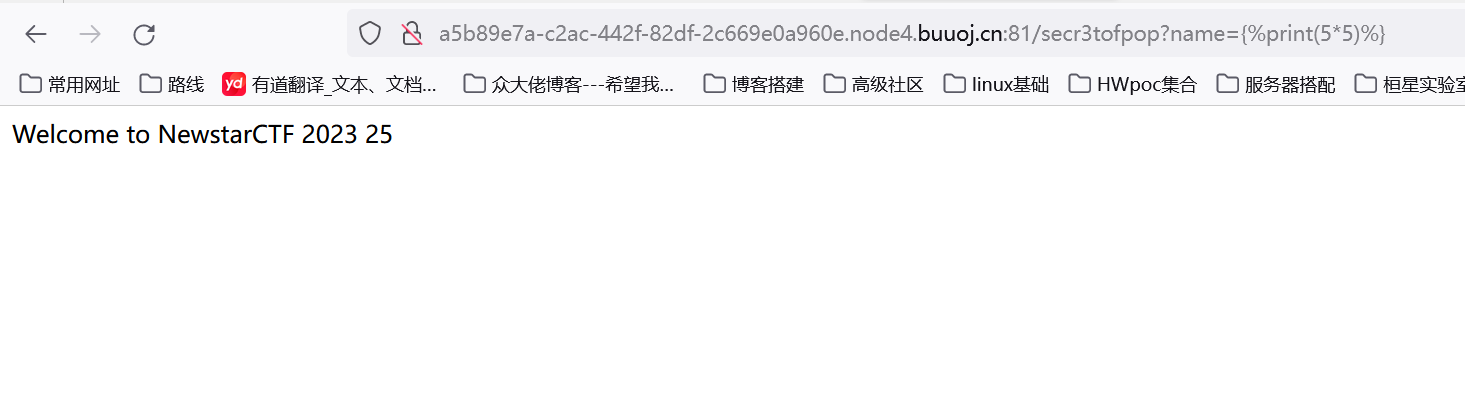 a5b89e7a-c2ac-442f-82df-2c669e0a960e.node4.buuoj.cn:81/secr3tofpop?name={%print(5*5)%}
常用网址 路线 yd 有道翻译_文本、文档... 众大佬博客---希望我... 博客搭建 高级社区 linux基础 HWpoc集合 服务器搭配 桓星实验室
Welcome to NewstarCTF 2023 25